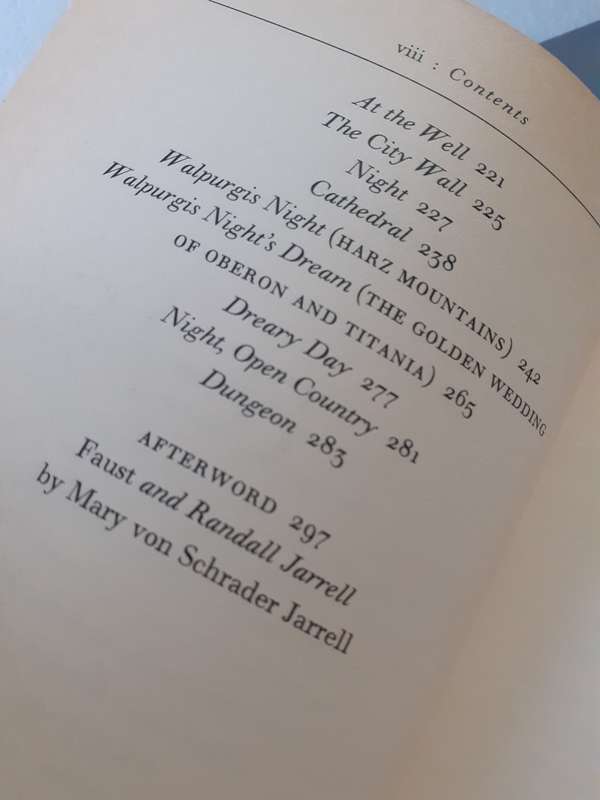 viii : Contents
At the Well 221
The City Wall 225
Night 227
Cathedral 238
Walpurgis Night (HARZ MOUNTAINS) 242
Walpurgis Night's Dream (THE GOLDEN WEDDING
OF OBERON AND TITANIA) 265
Dreary Day 277
Night, Open Country 281
Dungeon 283
AFTERWORD 297
Faust and Randall Jarrell
by Mary von Schrader Jarrell